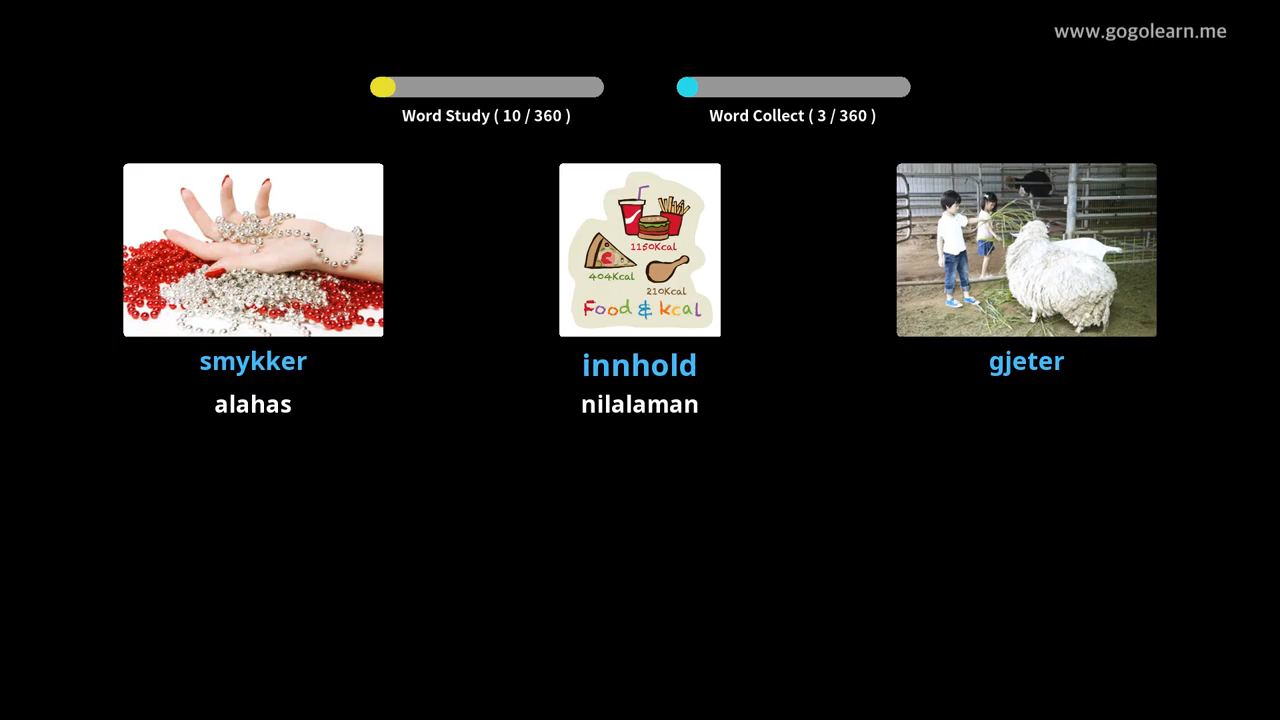 www.gogolearn.me
Word Study ( 10 / 360 )
Word Collect ( 3 / 360 )
1150Kcal
404Kcal
210Kcal
Food & kcal
smykker
innhold
gjeter
alahas
nilalaman